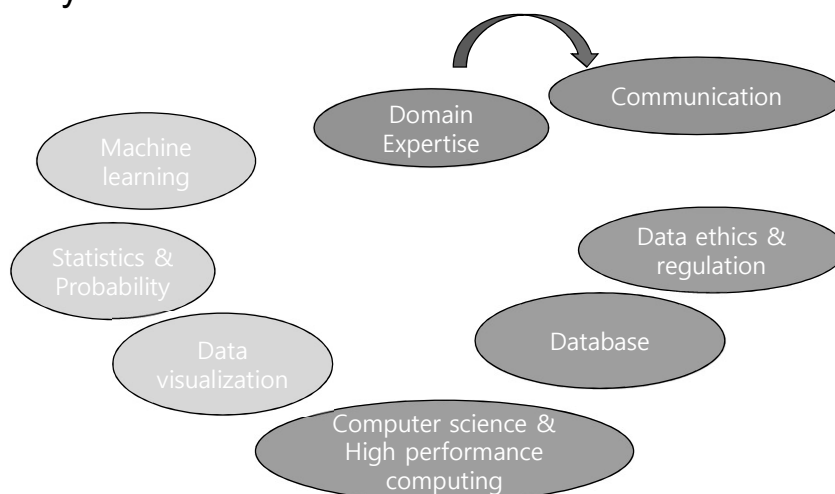 Communication
Domain
Expertise
Machine
learning
Data ethics &
regulation
Statistics &
Probability
Database
Data
visualization
Computer science &
High performance
computing